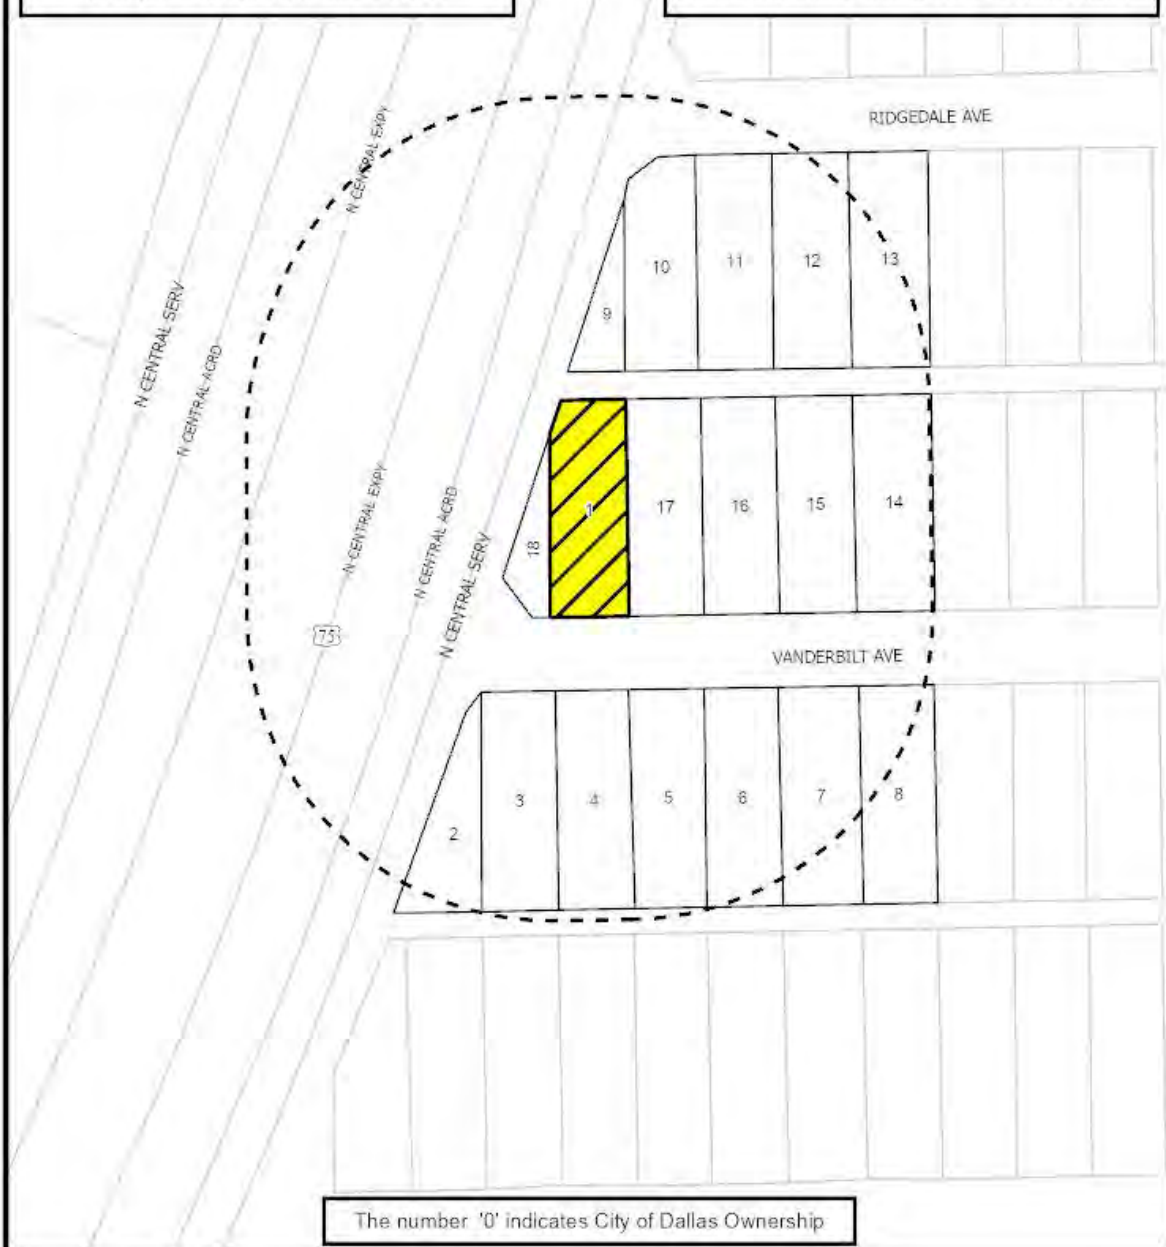 RIDGEDALE AVE
N CENTRAL EXPY
10
11
12
13
9
N CENTRAL SERV
N CENTRAL ACRD
1
17
16
15
14
18
N CENTRAL EXPY
N CENTRAL ACRD
N CENTRAL SERV
75
VANDERBILT AVE
2
3
4
5
6
7
8
The number '0' indicates City of Dallas Ownership